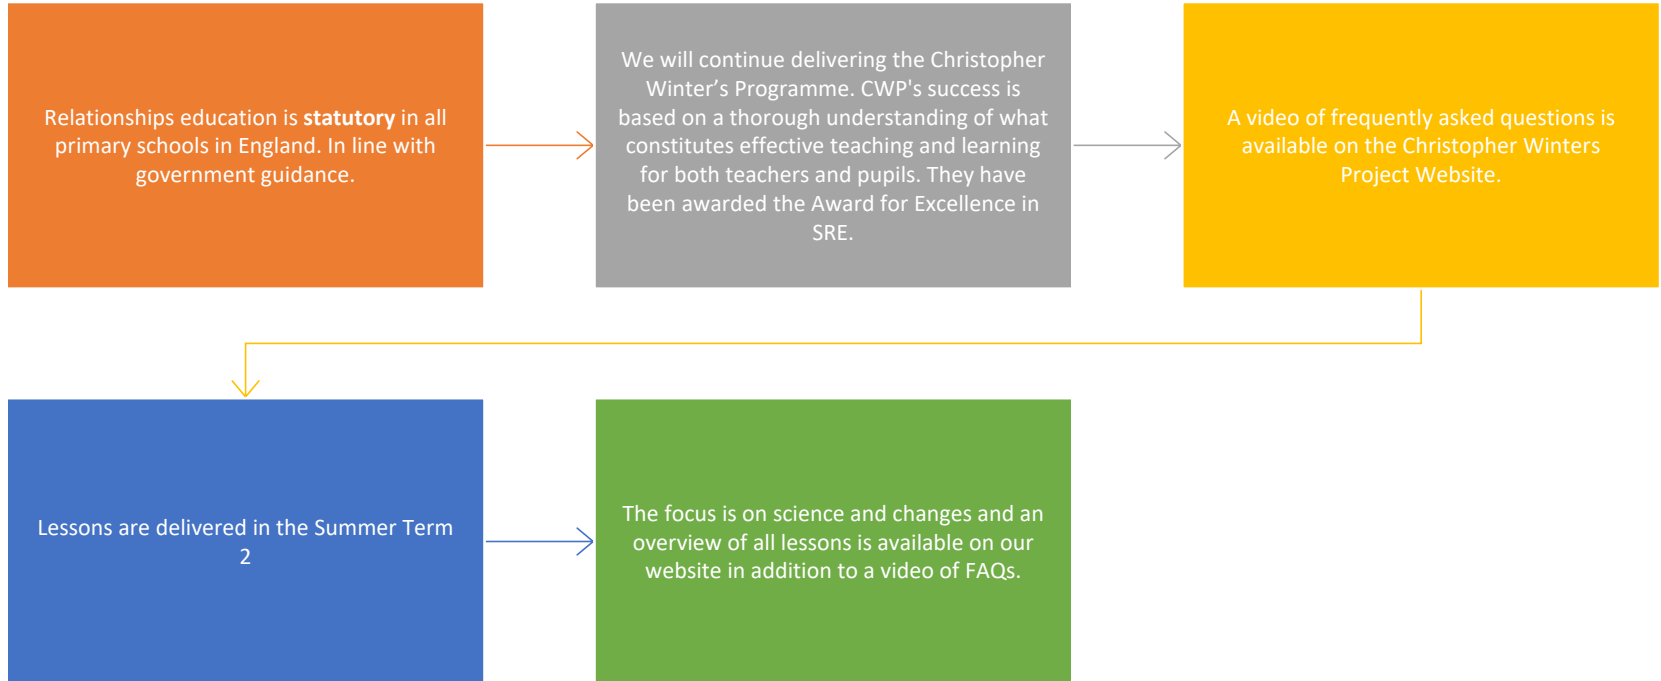 Relationships education is statutory in all
primary schools in England. In line with
government guidance.
We will continue delivering the Christopher
Winter’s Programme. CWP's success is
based on a thorough understanding of what
constitutes effective teaching and learning
for both teachers and pupils. They have
been awarded the Award for Excellence in
SRE.
A video of frequently asked questions is
available on the Christopher Winters
Project Website.
Lessons are delivered in the Summer Term
2
The focus is on science and changes and an
overview of all lessons is available on our
website in addition to a video of FAQs.